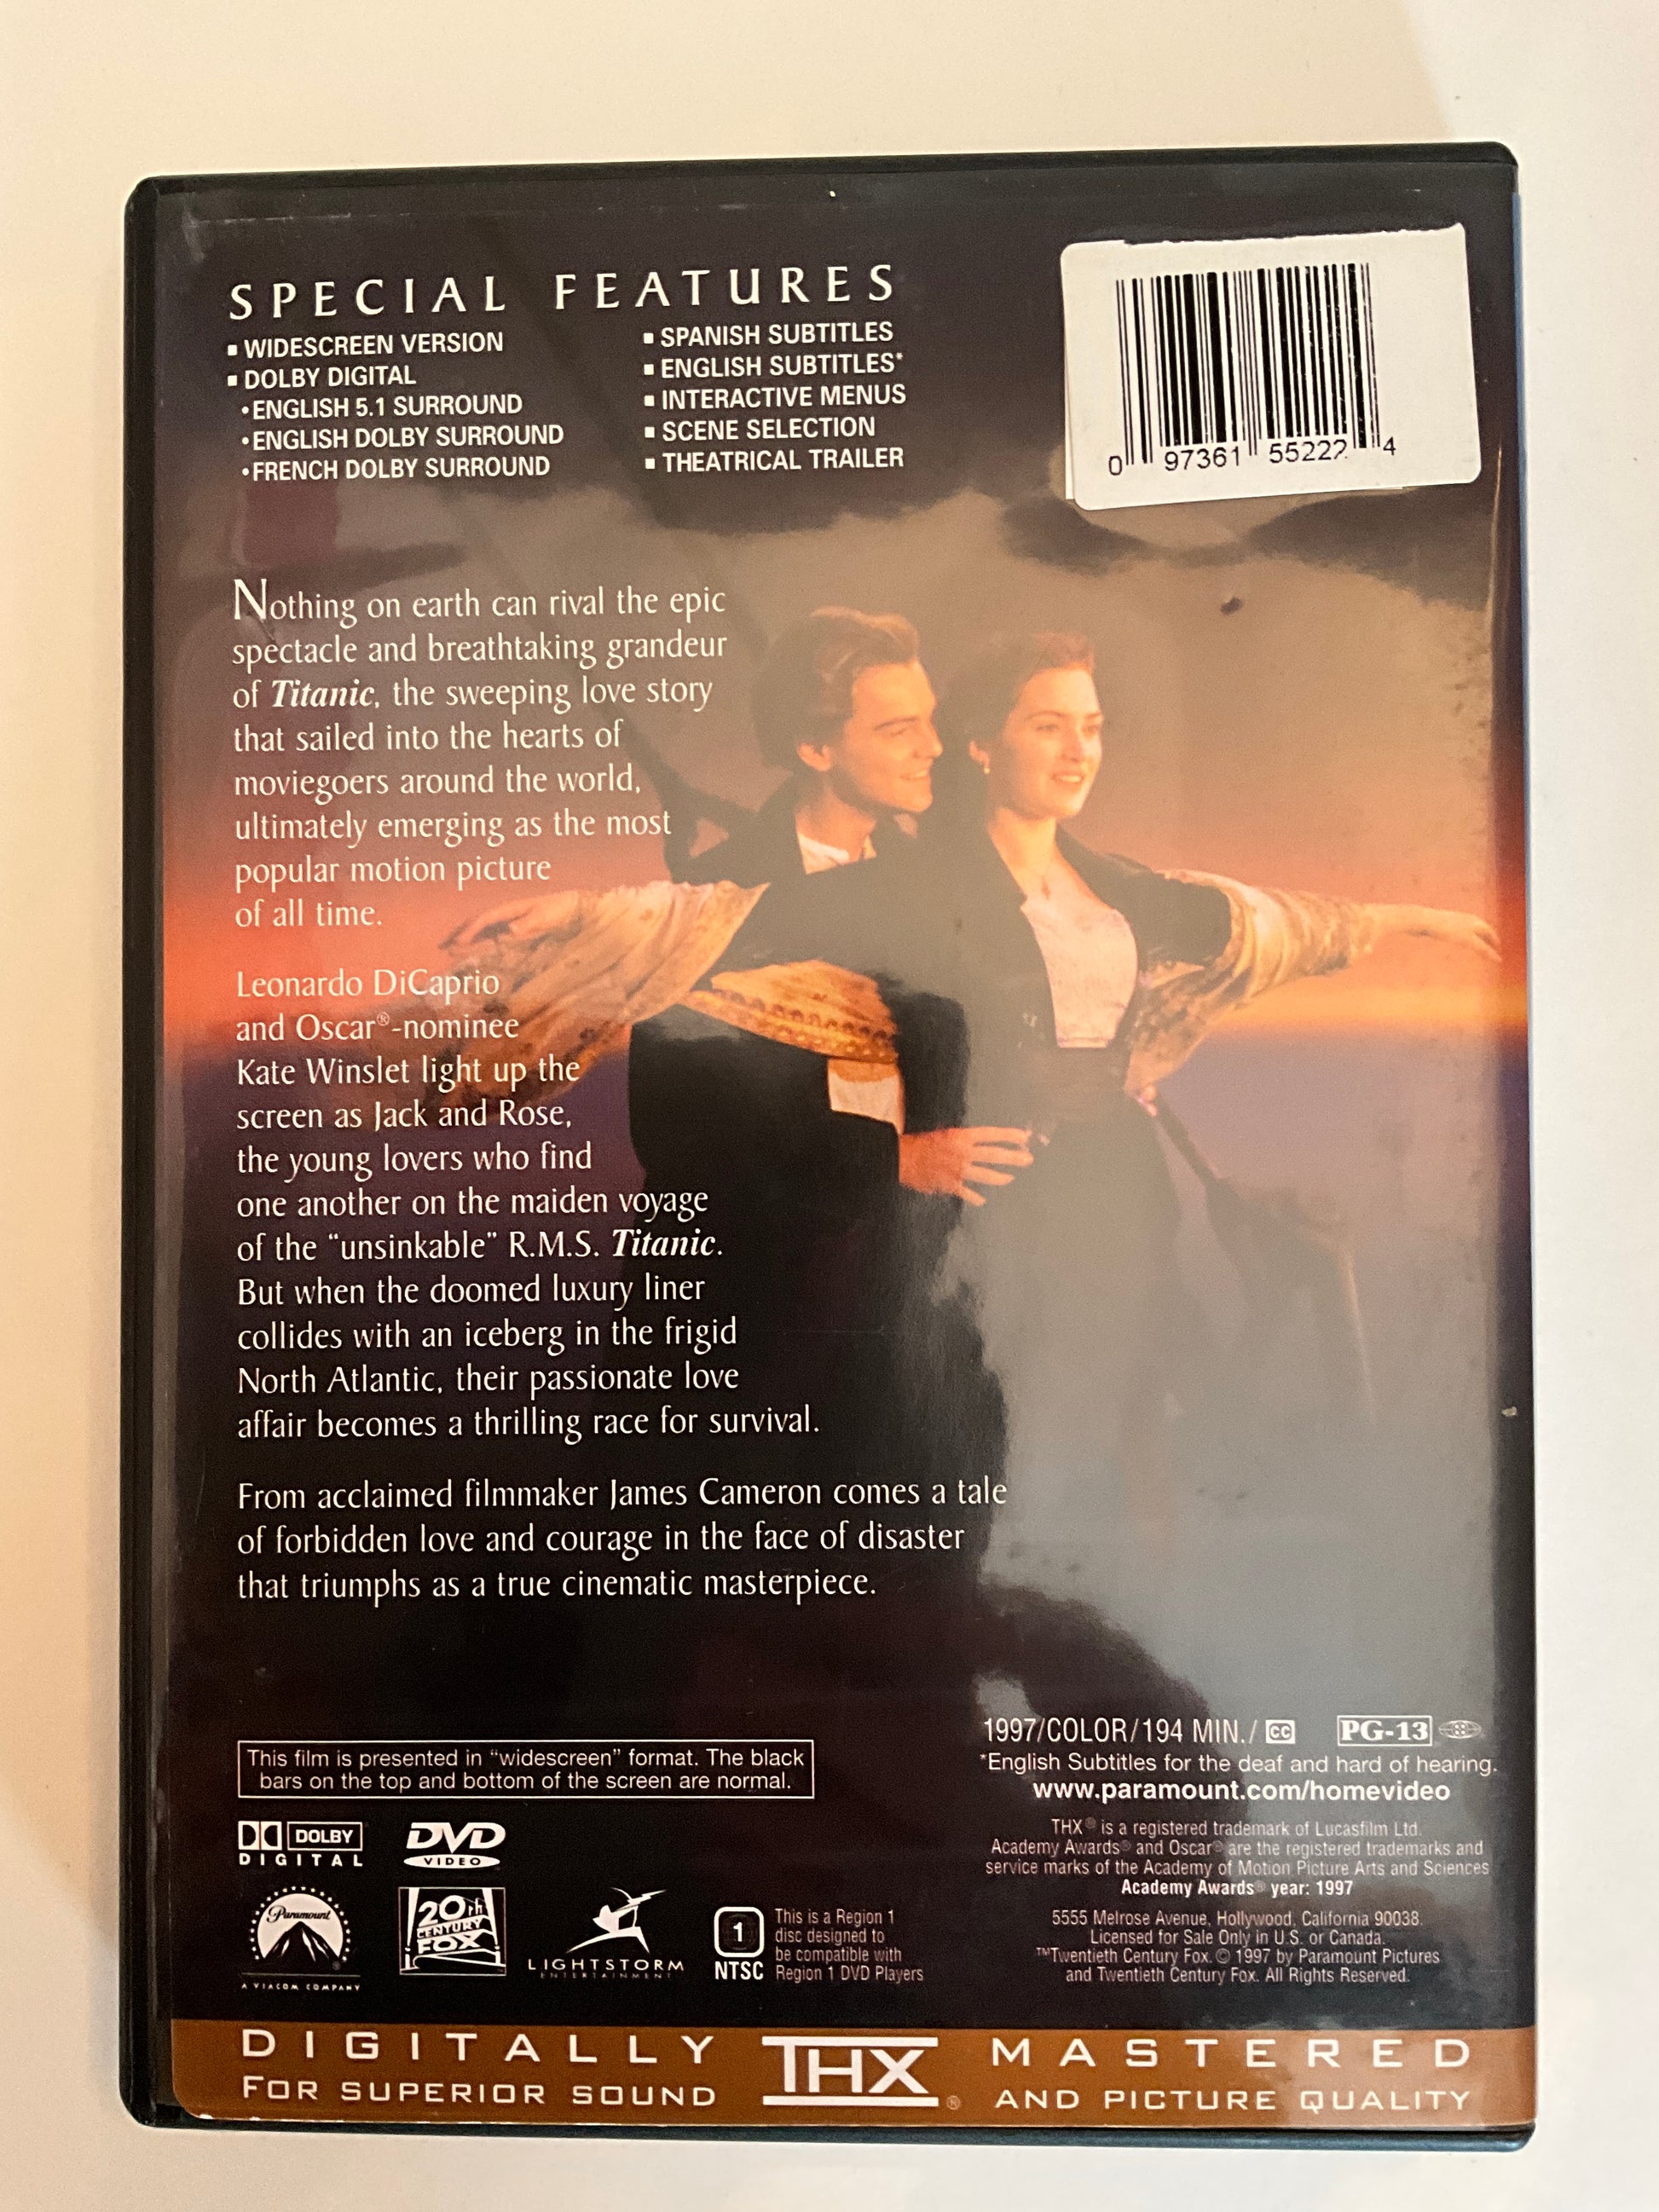 SPECIAL FEATURES
▪ WIDESCREEN VERSION
▪ DOLBY DIGITAL
•ENGLISH 5.1 SURROUND
•ENGLISH DOLBY SURROUND
•FRENCH DOLBY SURROUND
▪ SPANISH SUBTITLES
▪ ENGLISH SUBTITLES*
▪ INTERACTIVE MENUS
▪ SCENE SELECTION
▪ THEATRICAL TRAILER
0 97361 55222 4
Nothing on earth can rival the epic
spectacle and breathtaking grandeur
of Titanic, the sweeping love story
that sailed into the hearts of
moviegoers around the world,
ultimately emerging as the most
popular motion picture
of all time.
Leonardo DiCaprio
and Oscar®-nominee
Kate Winslet light up the
screen as Jack and Rose,
the young lovers who find
one another on the maiden voyage
of the “unsinkable” R.M.S. Titanic.
But when the doomed luxury liner
collides with an iceberg in the frigid
North Atlantic, their passionate love
affair becomes a thrilling race for survival.
From acclaimed filmmaker James Cameron comes a tale
of forbidden love and courage in the face of disaster
that triumphs as a true cinematic masterpiece.
This film is presented in “widescreen” format. The black
bars on the top and bottom of the screen are normal.
1997/COLOR/194 MIN./ CC PG-13
*English Subtitles for the deaf and hard of hearing.
www.paramount.com/homevideo
THX® is a registered trademark of Lucasfilm Ltd.
Academy Awards® and Oscar® are the registered trademarks and
service marks of the Academy of Motion Picture Arts and Sciences
Academy Awards® year: 1997
5555 Melrose Avenue, Hollywood, California 90038.
Licensed for Sale Only in U.S. or Canada.
™Twentieth Century Fox. © 1997 by Paramount Pictures
and Twentieth Century Fox. All Rights Reserved.
DOLBY
DIGITAL
DVD
VIDEO
Paramount
A VIACOM COMPANY
20th
CENTURY
FOX
LIGHTSTORM
ENTERTAINMENT
1
NTSC
This is a Region 1
disc designed to
be compatible with
Region 1 DVD Players
DIGITALLY THX® MASTERED
FOR SUPERIOR SOUND AND PICTURE QUALITY